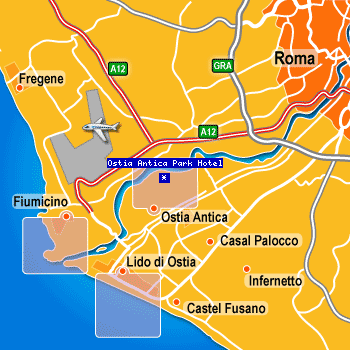 Roma
GRA
A12
Fregene
A12
Ostia Antica Park Hotel
Fiumicino
Ostia Antica
Casal Palocco
Lido di Ostia
Infernetto
Castel Fusano